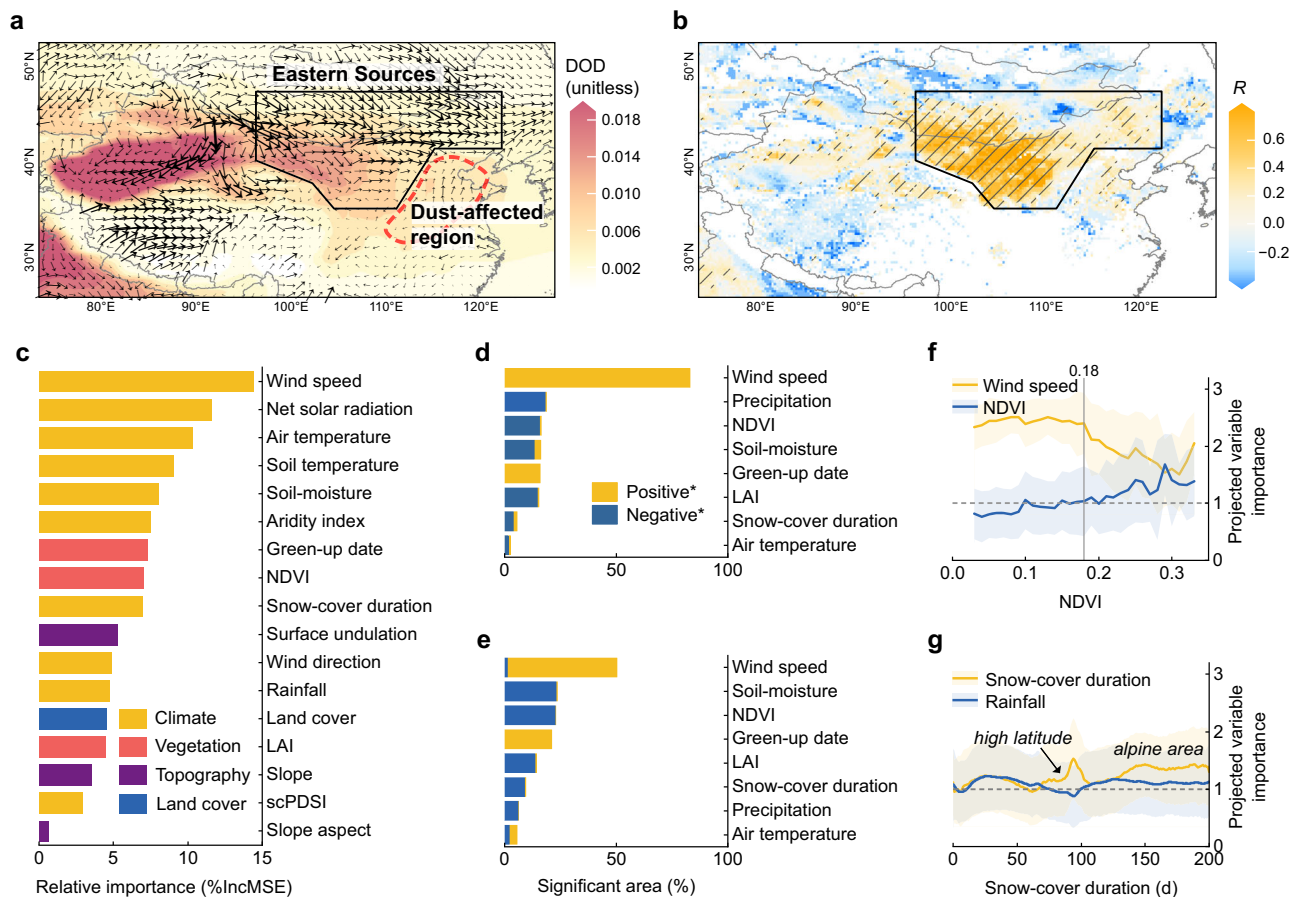 a
50°N
40°N
30°N
80°E
90°E
100°E
110°E
120°E
Eastern Sources
Dust-affected
region
DOD
(unitless)
0.018
0.014
0.010
0.006
0.002
b
50°N
40°N
30°N
80°E
90°E
100°E
110°E
120°E
R
0.6
0.4
0.2
0.0
−0.2
c
Wind speed
Net solar radiation
Air temperature
Soil temperature
Soil-moisture
Aridity index
Green-up date
NDVI
Snow-cover duration
Surface undulation
Wind direction
Rainfall
Land cover
LAI
Slope
scPDSI
Slope aspect
Climate
Vegetation
Topography
Land cover
0
5
10
15
Relative importance (%IncMSE)
d
Wind speed
Precipitation
NDVI
Soil-moisture
Green-up date
LAI
Snow-cover duration
Air temperature
Positive*
Negative*
0
50
100
e
Wind speed
Soil-moisture
NDVI
Green-up date
LAI
Snow-cover duration
Precipitation
Air temperature
0
50
100
Significant area (%)
f
0.18
Wind speed
NDVI
3
2
1
0
Projected variable
importance
0.0
0.1
0.2
0.3
NDVI
g
Snow-cover duration
Rainfall
high latitude
alpine area
3
2
1
0
Projected variable
importance
0
50
100
150
200
Snow-cover duration (d)